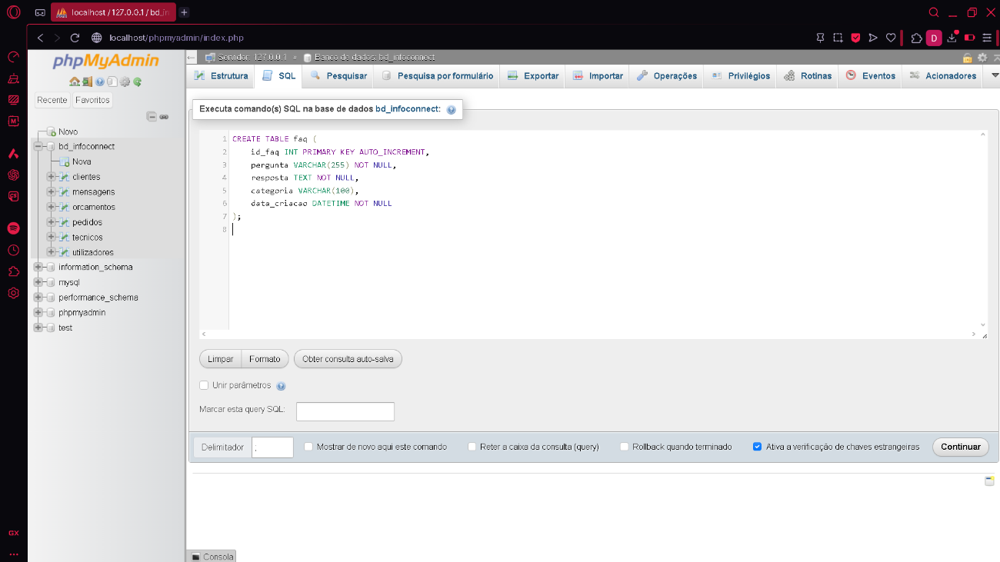 localhost / 127.0.0.1 / bd_in
localhost/phpmyadmin/index.php
D
phpMyAdmin
Recente Favoritos
Novo
bd_infoconnect
Nova
clientes
mensagens
orcamentos
pedidos
tecnicos
utilizadores
information_schema
mysql
performance_schema
phpmyadmin
test
GX
Servidor: 127.0.0.1 » Banco de dados: bd_infoconnect
Estrutura SQL Pesquisar Pesquisa por formulário Exportar Importar Operações Privilégios Rotinas Eventos Acionadores
Executa comando(s) SQL na base de dados bd_infoconnect:
1 CREATE TABLE faq (
2 id_faq INT PRIMARY KEY AUTO_INCREMENT,
3 pergunta VARCHAR(255) NOT NULL,
4 resposta TEXT NOT NULL,
5 categoria VARCHAR(100),
6 data_criacao DATETIME NOT NULL
7 );
8
Limpar Formato Obter consulta auto-salva
Unir parâmetros
Marcar esta query SQL:
Delimitador ; Mostrar de novo aqui este comando Reter a caixa da consulta (query) Rollback quando terminado Ativa a verificação de chaves estrangeiras Continuar
Consola